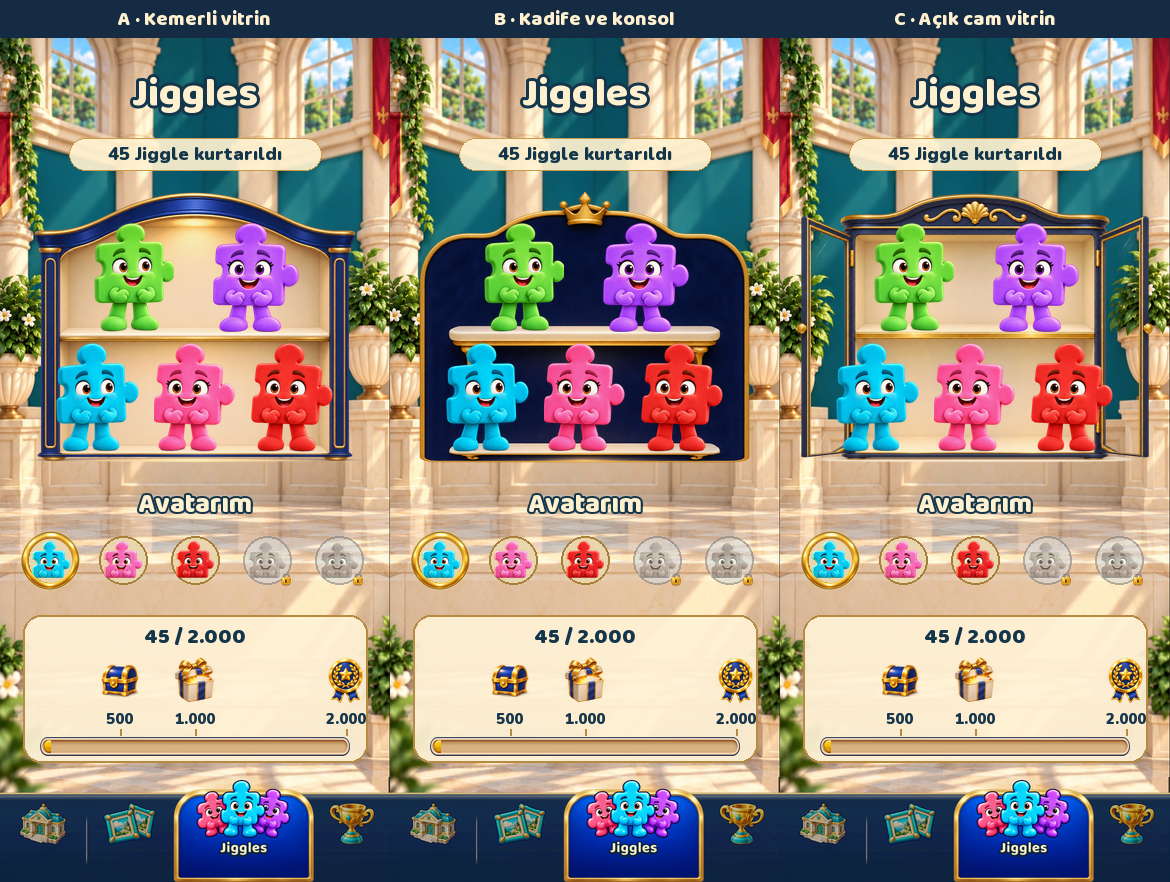 A · Kemerli vitrin
Jiggles
45 Jiggle kurtarıldı
Avatarım
45 / 2.000
500 1.000 2.000
Jiggles
B · Kadife ve konsol
Jiggles
45 Jiggle kurtarıldı
Avatarım
45 / 2.000
500 1.000 2.000
Jiggles
C · Açık cam vitrin
Jiggles
45 Jiggle kurtarıldı
Avatarım
45 / 2.000
500 1.000 2.000
Jiggles